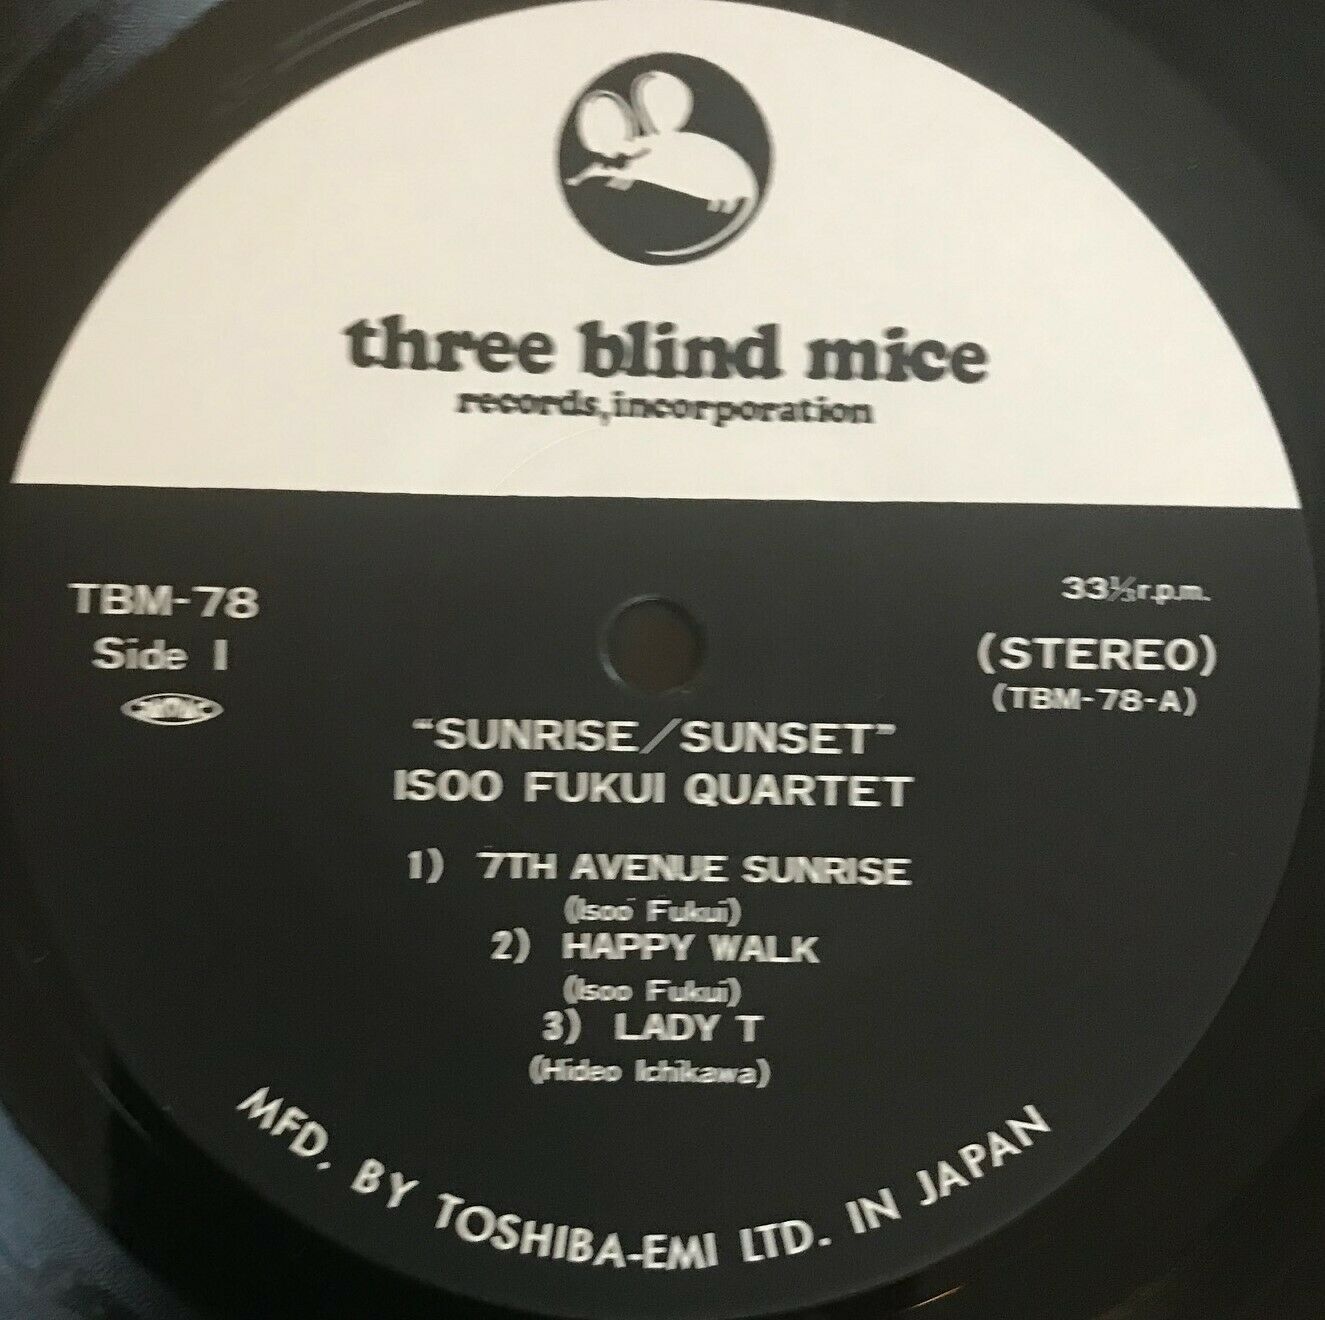 three blind mice
records, incorporation
TBM-78
Side 1
33⅓ r.p.m.
(STEREO)
(TBM-78-A)
"SUNRISE/SUNSET"
ISOO FUKUI QUARTET
1) 7TH AVENUE SUNRISE
(Isoo Fukui)
2) HAPPY WALK
(Isoo Fukui)
3) LADY T
(Hideo Ichikawa)
MFD. BY TOSHIBA-EMI LTD. IN JAPAN